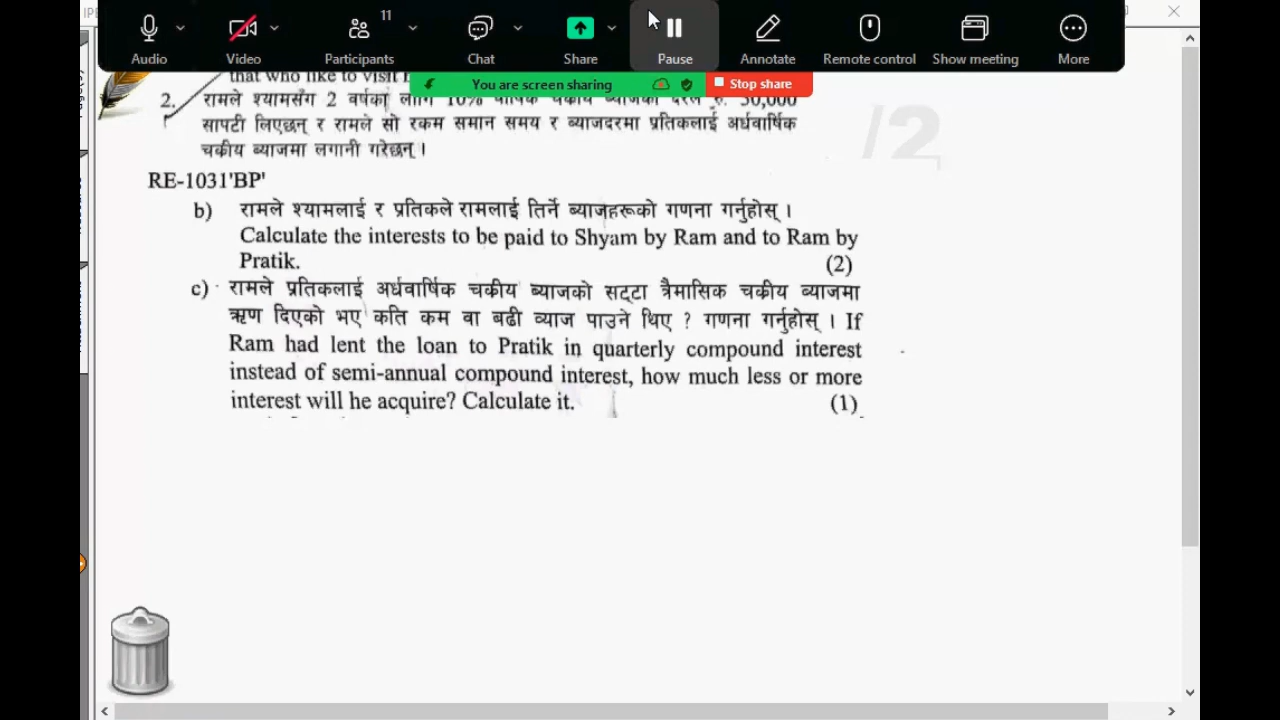 11
Audio Video Participants Chat Share Pause Annotate Remote control Show meeting More
You are screen sharing Stop share
that who like to visit
2. रामले श्यामसँग 2 वर्षका लागि 10% वार्षिक चक्रीय ब्याजको दरले रु. 50,000
सापटी लिएछन् र रामले सो रकम समान समय र ब्याजदरमा प्रतिकलाई अर्धवार्षिक
चक्रीय ब्याजमा लगानी गरेछन् ।
/2
RE-1031'BP'
b) रामले श्यामलाई र प्रतिकले रामलाई तिर्ने ब्याजहरूको गणना गर्नुहोस् ।
Calculate the interests to be paid to Shyam by Ram and to Ram by
Pratik. (2)
c) रामले प्रतिकलाई अर्धवार्षिक चक्रीय ब्याजको सट्टा त्रैमासिक चक्रीय ब्याजमा
ऋण दिएको भए कति कम वा बढी व्याज पाउने थिए ? गणना गर्नुहोस् । If
Ram had lent the loan to Pratik in quarterly compound interest
instead of semi-annual compound interest, how much less or more
interest will he acquire? Calculate it. (1)